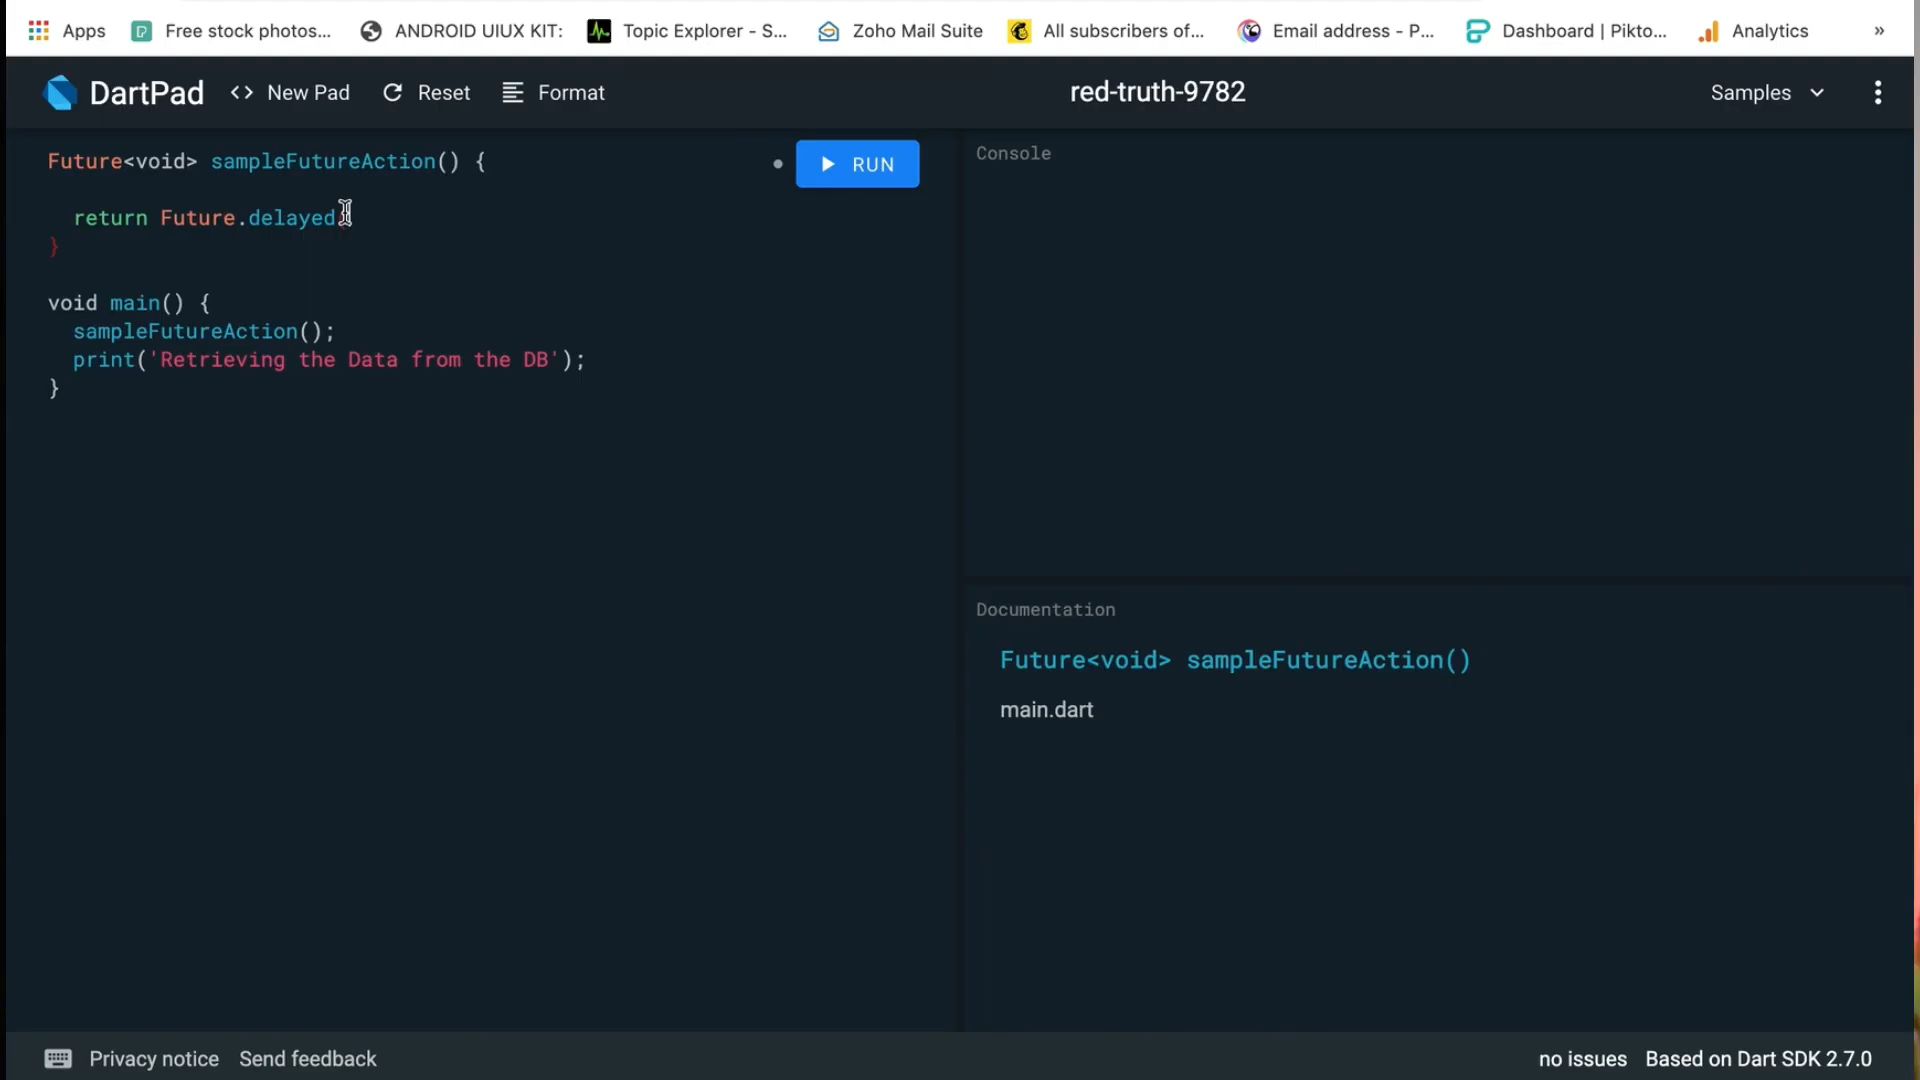 Apps Free stock photos... ANDROID UIUX KIT: Topic Explorer - S... Zoho Mail Suite All subscribers of... Email address - P... Dashboard | Pikto... Analytics »
DartPad <> New Pad Reset Format red-truth-9782 Samples
Future<void> sampleFutureAction() {
RUN
return Future.delayed
}
void main() {
sampleFutureAction();
print('Retrieving the Data from the DB');
}
Console
Documentation
Future<void> sampleFutureAction()
main.dart
Privacy notice Send feedback no issues Based on Dart SDK 2.7.0